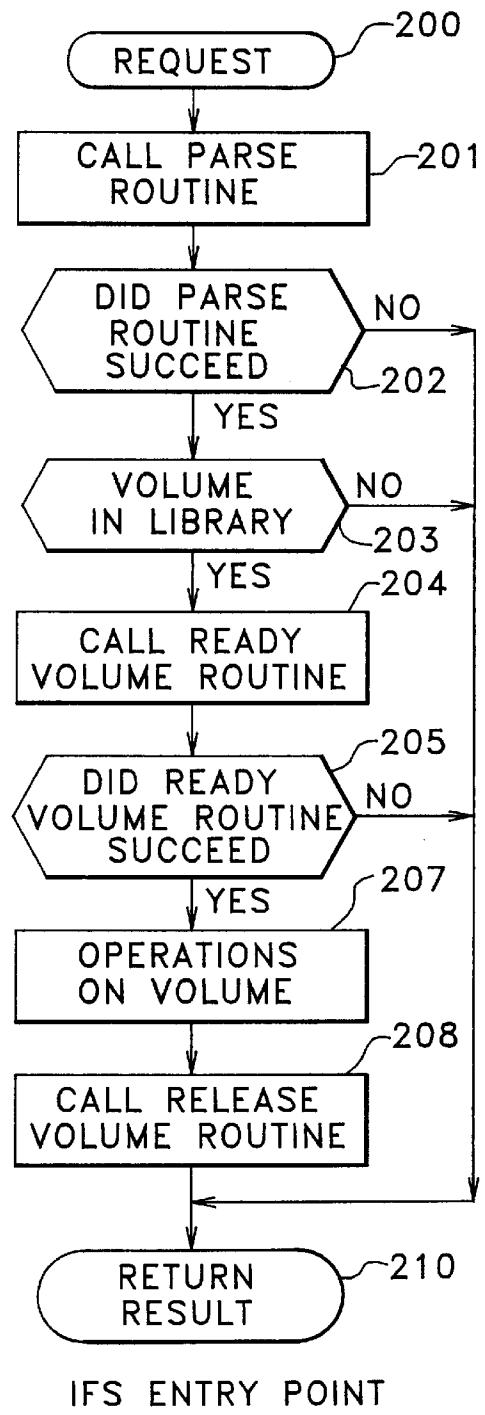 200
REQUEST
CALL PARSE
ROUTINE
201
DID PARSE
ROUTINE
SUCCEED
NO
202
YES
VOLUME
IN LIBRARY
NO
203
YES
204
CALL READY
VOLUME ROUTINE
205
DID READY
VOLUME ROUTINE
SUCCEED
NO
YES
207
OPERATIONS
ON VOLUME
208
CALL RELEASE
VOLUME ROUTINE
RETURN
RESULT
210
IFS ENTRY POINT